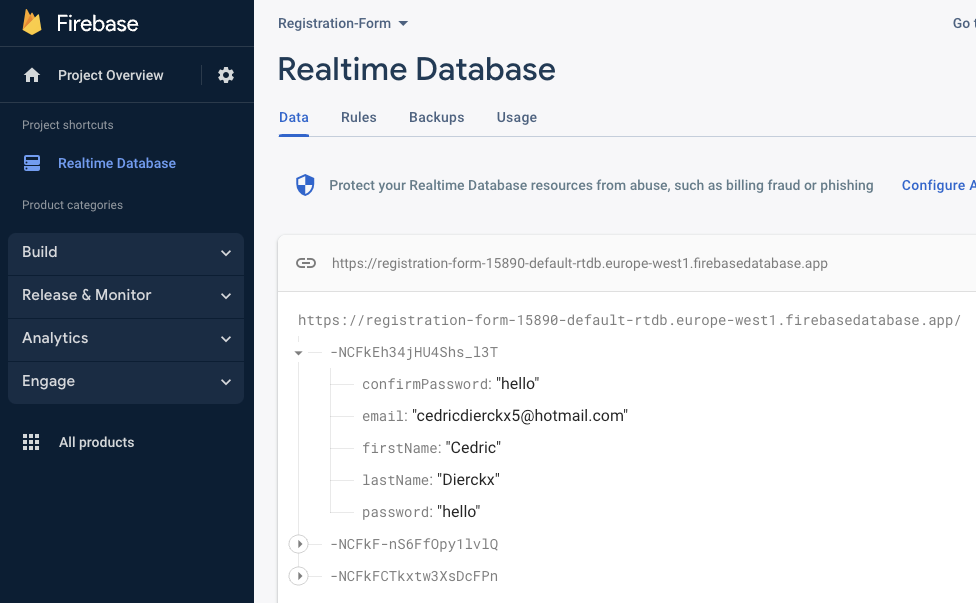 Firebase
Project Overview
Project shortcuts
Realtime Database
Product categories
Build
Release & Monitor
Analytics
Engage
All products
Registration-Form
Go
Realtime Database
Data Rules Backups Usage
Protect your Realtime Database resources from abuse, such as billing fraud or phishing Configure A
https://registration-form-15890-default-rtdb.europe-west1.firebasedatabase.app
https://registration-form-15890-default-rtdb.europe-west1.firebasedatabase.app/
-NCFkEh34jHU4Shs_l3T
confirmPassword: "hello"
email: "cedricdierckx5@hotmail.com"
firstName: "Cedric"
lastName: "Dierckx"
password: "hello"
-NCFkF-nS6FfOpy1lvlQ
-NCFkFCTkxtw3XsDcFPn